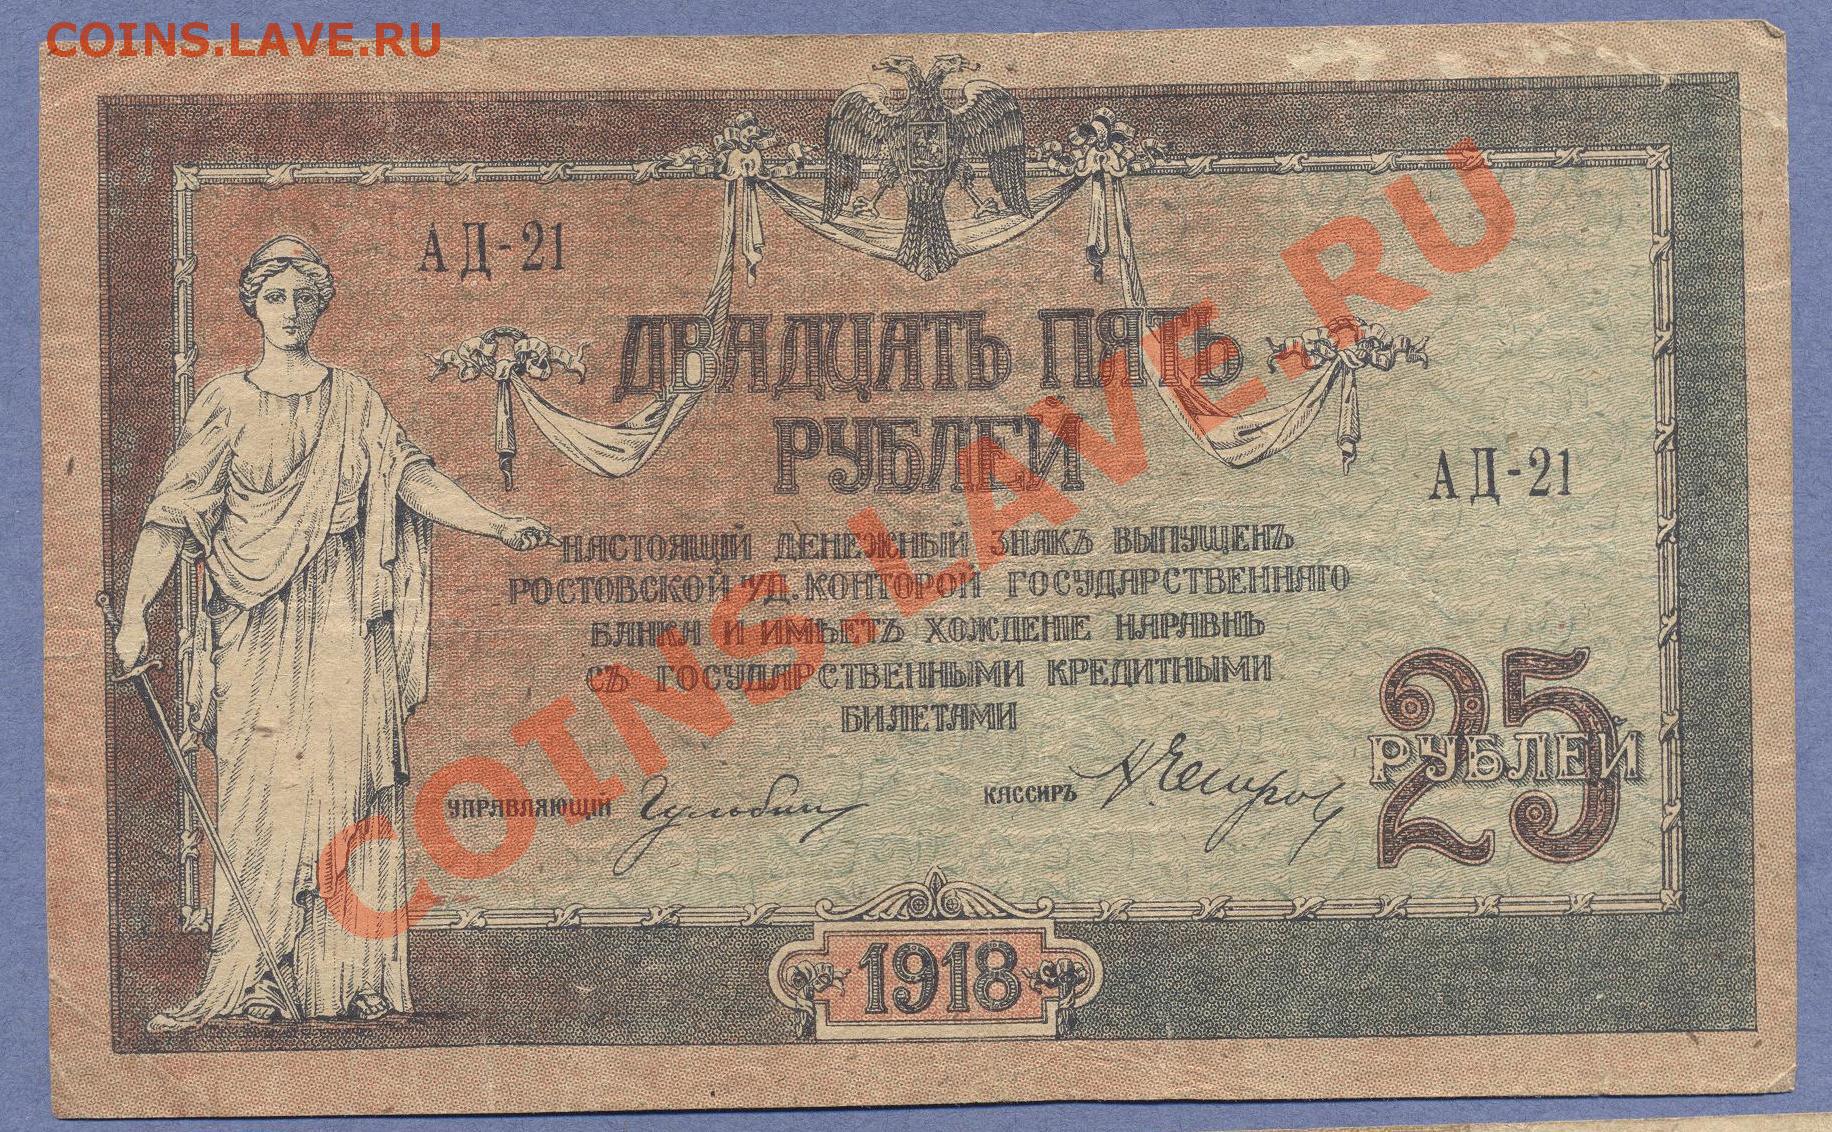 COINS.LAVE.RU
АД-21
ДВАДЦАТЬ ПЯТЬ
РУБЛЕЙ
АД-21
НАСТОЯЩІЙ ДЕНЕЖНЫЙ ЗНАКЪ ВЫПУЩЕНЪ
РОСТОВСКОЙ УД. КОНТОРОЙ ГОСУДАРСТВЕННАГО
БАНКА И ИМѢЕТЪ ХОЖДЕНІЕ НАРАВНѢ
СЪ ГОСУДАРСТВЕННЫМИ КРЕДИТНЫМИ
БИЛЕТАМИ
25
РУБЛЕЙ
УПРАВЛЯЮЩІЙ Гульбин
КАССИРЪ
1918
COINS.LAVE.RU